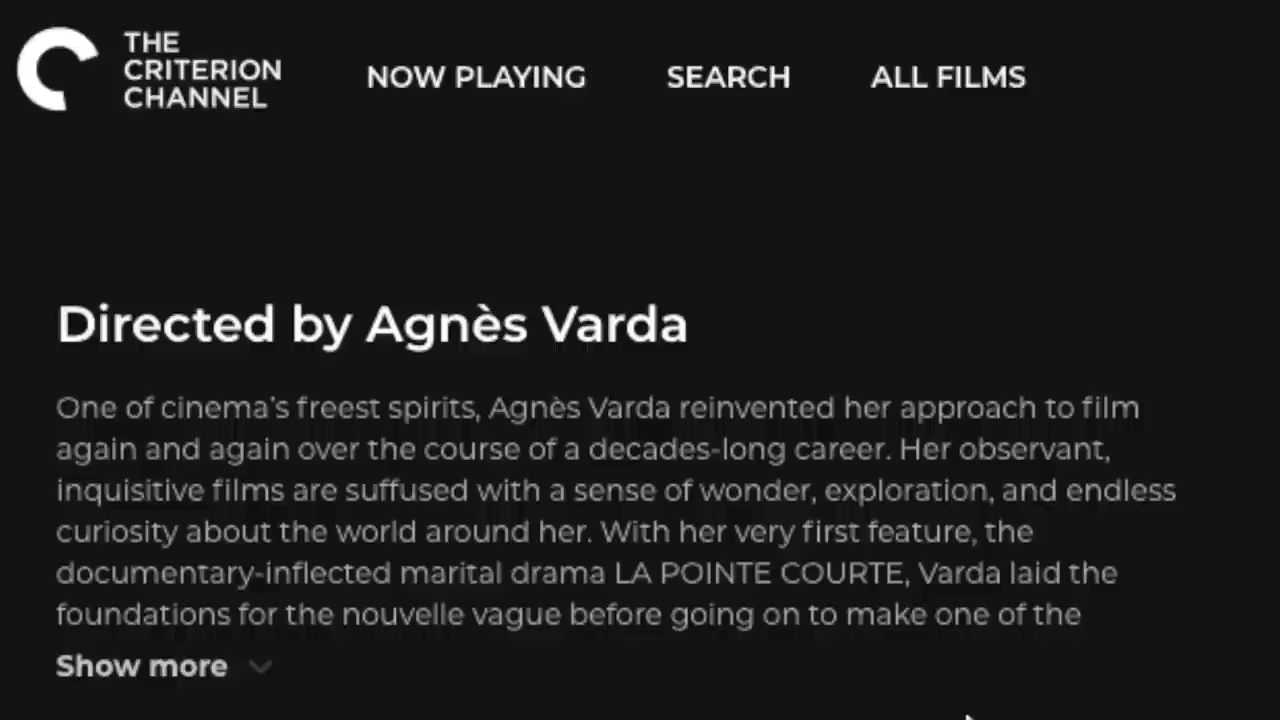 THE
CRITERION
CHANNEL
NOW PLAYING
SEARCH
ALL FILMS
Directed by Agnès Varda
One of cinema’s freest spirits, Agnès Varda reinvented her approach to film
again and again over the course of a decades-long career. Her observant,
inquisitive films are suffused with a sense of wonder, exploration, and endless
curiosity about the world around her. With her very first feature, the
documentary-inflected marital drama LA POINTE COURTE, Varda laid the
foundations for the nouvelle vague before going on to make one of the
Show more